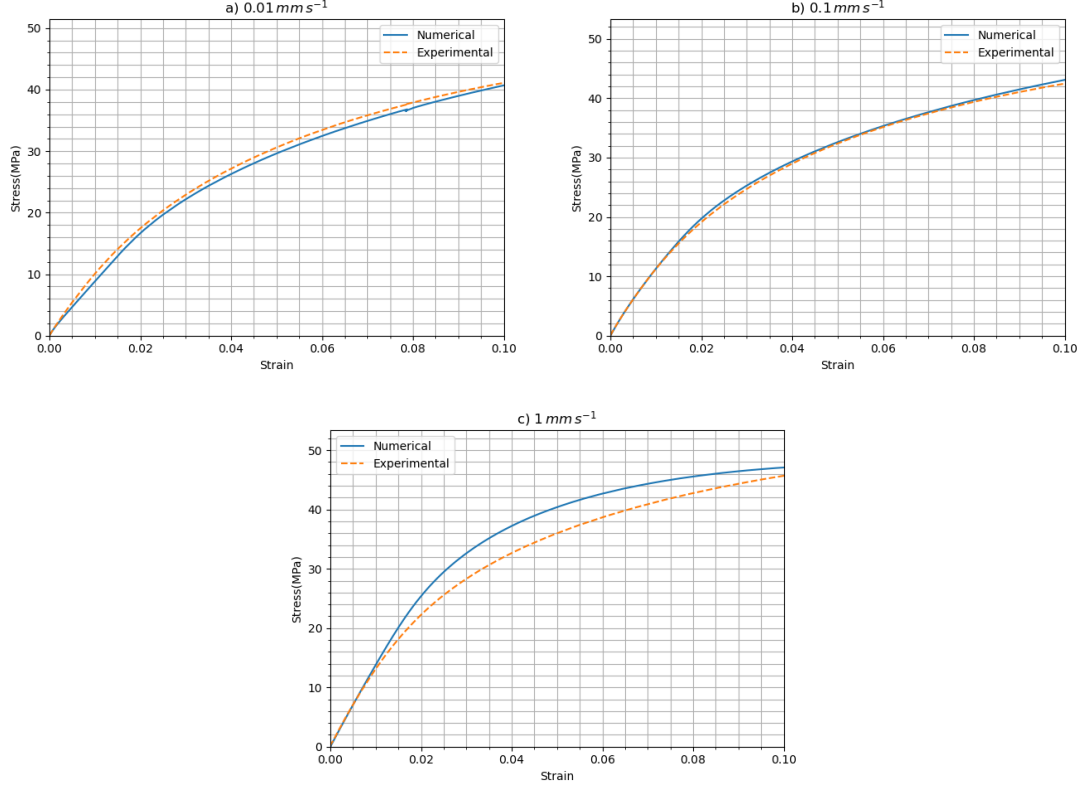 a) 0.01 mm s⁻¹
Numerical
Experimental
50
40
30
20
10
0
Stress(MPa)
0.00 0.02 0.04 0.06 0.08 0.10
Strain
b) 0.1 mm s⁻¹
Numerical
Experimental
50
40
30
20
10
0
Stress(MPa)
0.00 0.02 0.04 0.06 0.08 0.10
Strain
c) 1 mm s⁻¹
Numerical
Experimental
50
40
30
20
10
0
Stress(MPa)
0.00 0.02 0.04 0.06 0.08 0.10
Strain